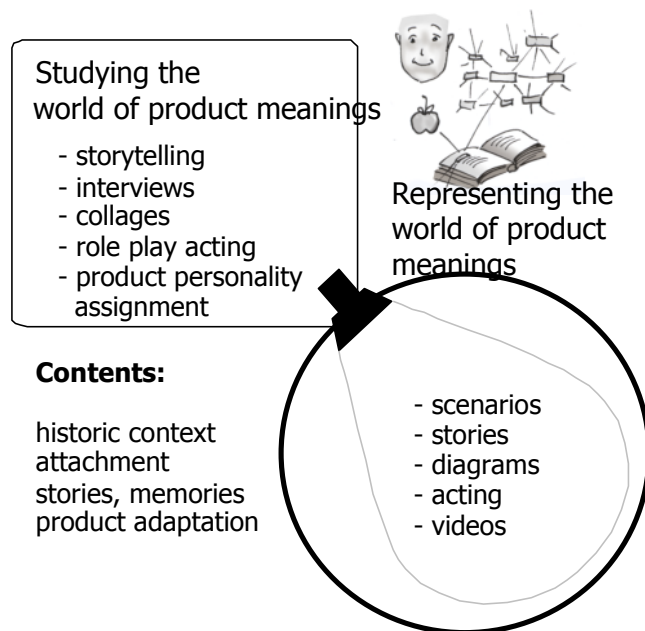 Studying the
world of product meanings
- storytelling
- interviews
- collages
- role play acting
- product personality
assignment
Representing the
world of product
meanings
Contents:
historic context
attachment
stories, memories
product adaptation
- scenarios
- stories
- diagrams
- acting
- videos